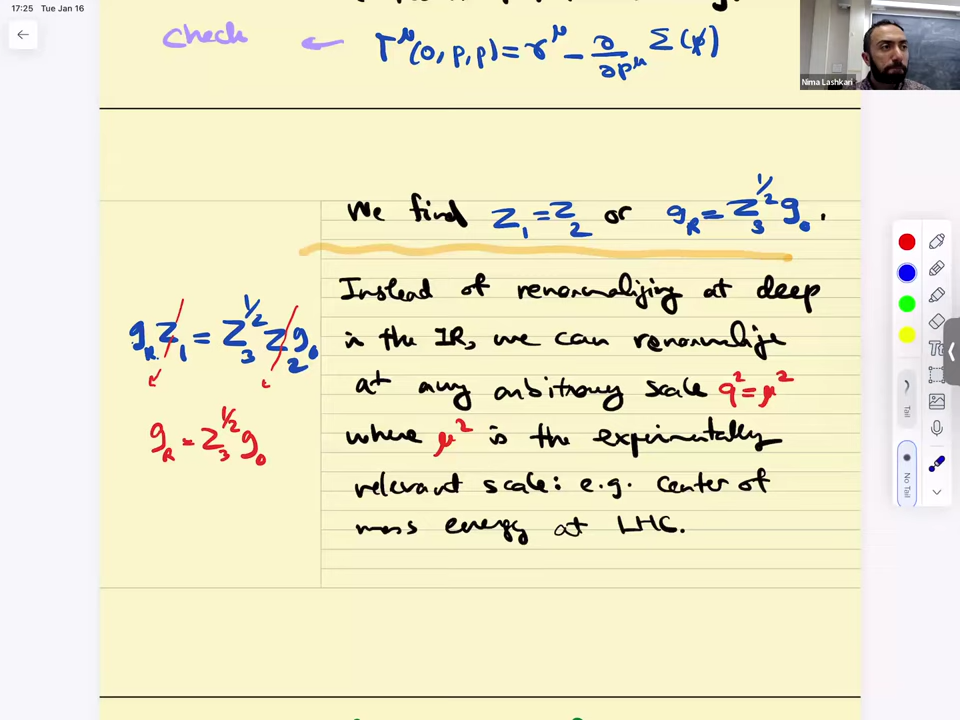 17:25 Tue Jan 16
Check ← Γ^μ(0,p,p) = γ^μ - ∂/∂p^μ Σ(p̸)
Nima Lashkari
We find Z_1 = Z_2 or g_R = Z_3^{1/2} g_0.
Instead of renormalizing at deep
in the IR, we can renormalize
at any arbitrary scale q² = μ²
where μ² is the experimentally
relevant scale: e.g. center of
mass energy at LHC.
g_R Z_1 = Z_3^{1/2} Z_2 g_0
g_R = Z_3^{1/2} g_0
Tail
No Tail